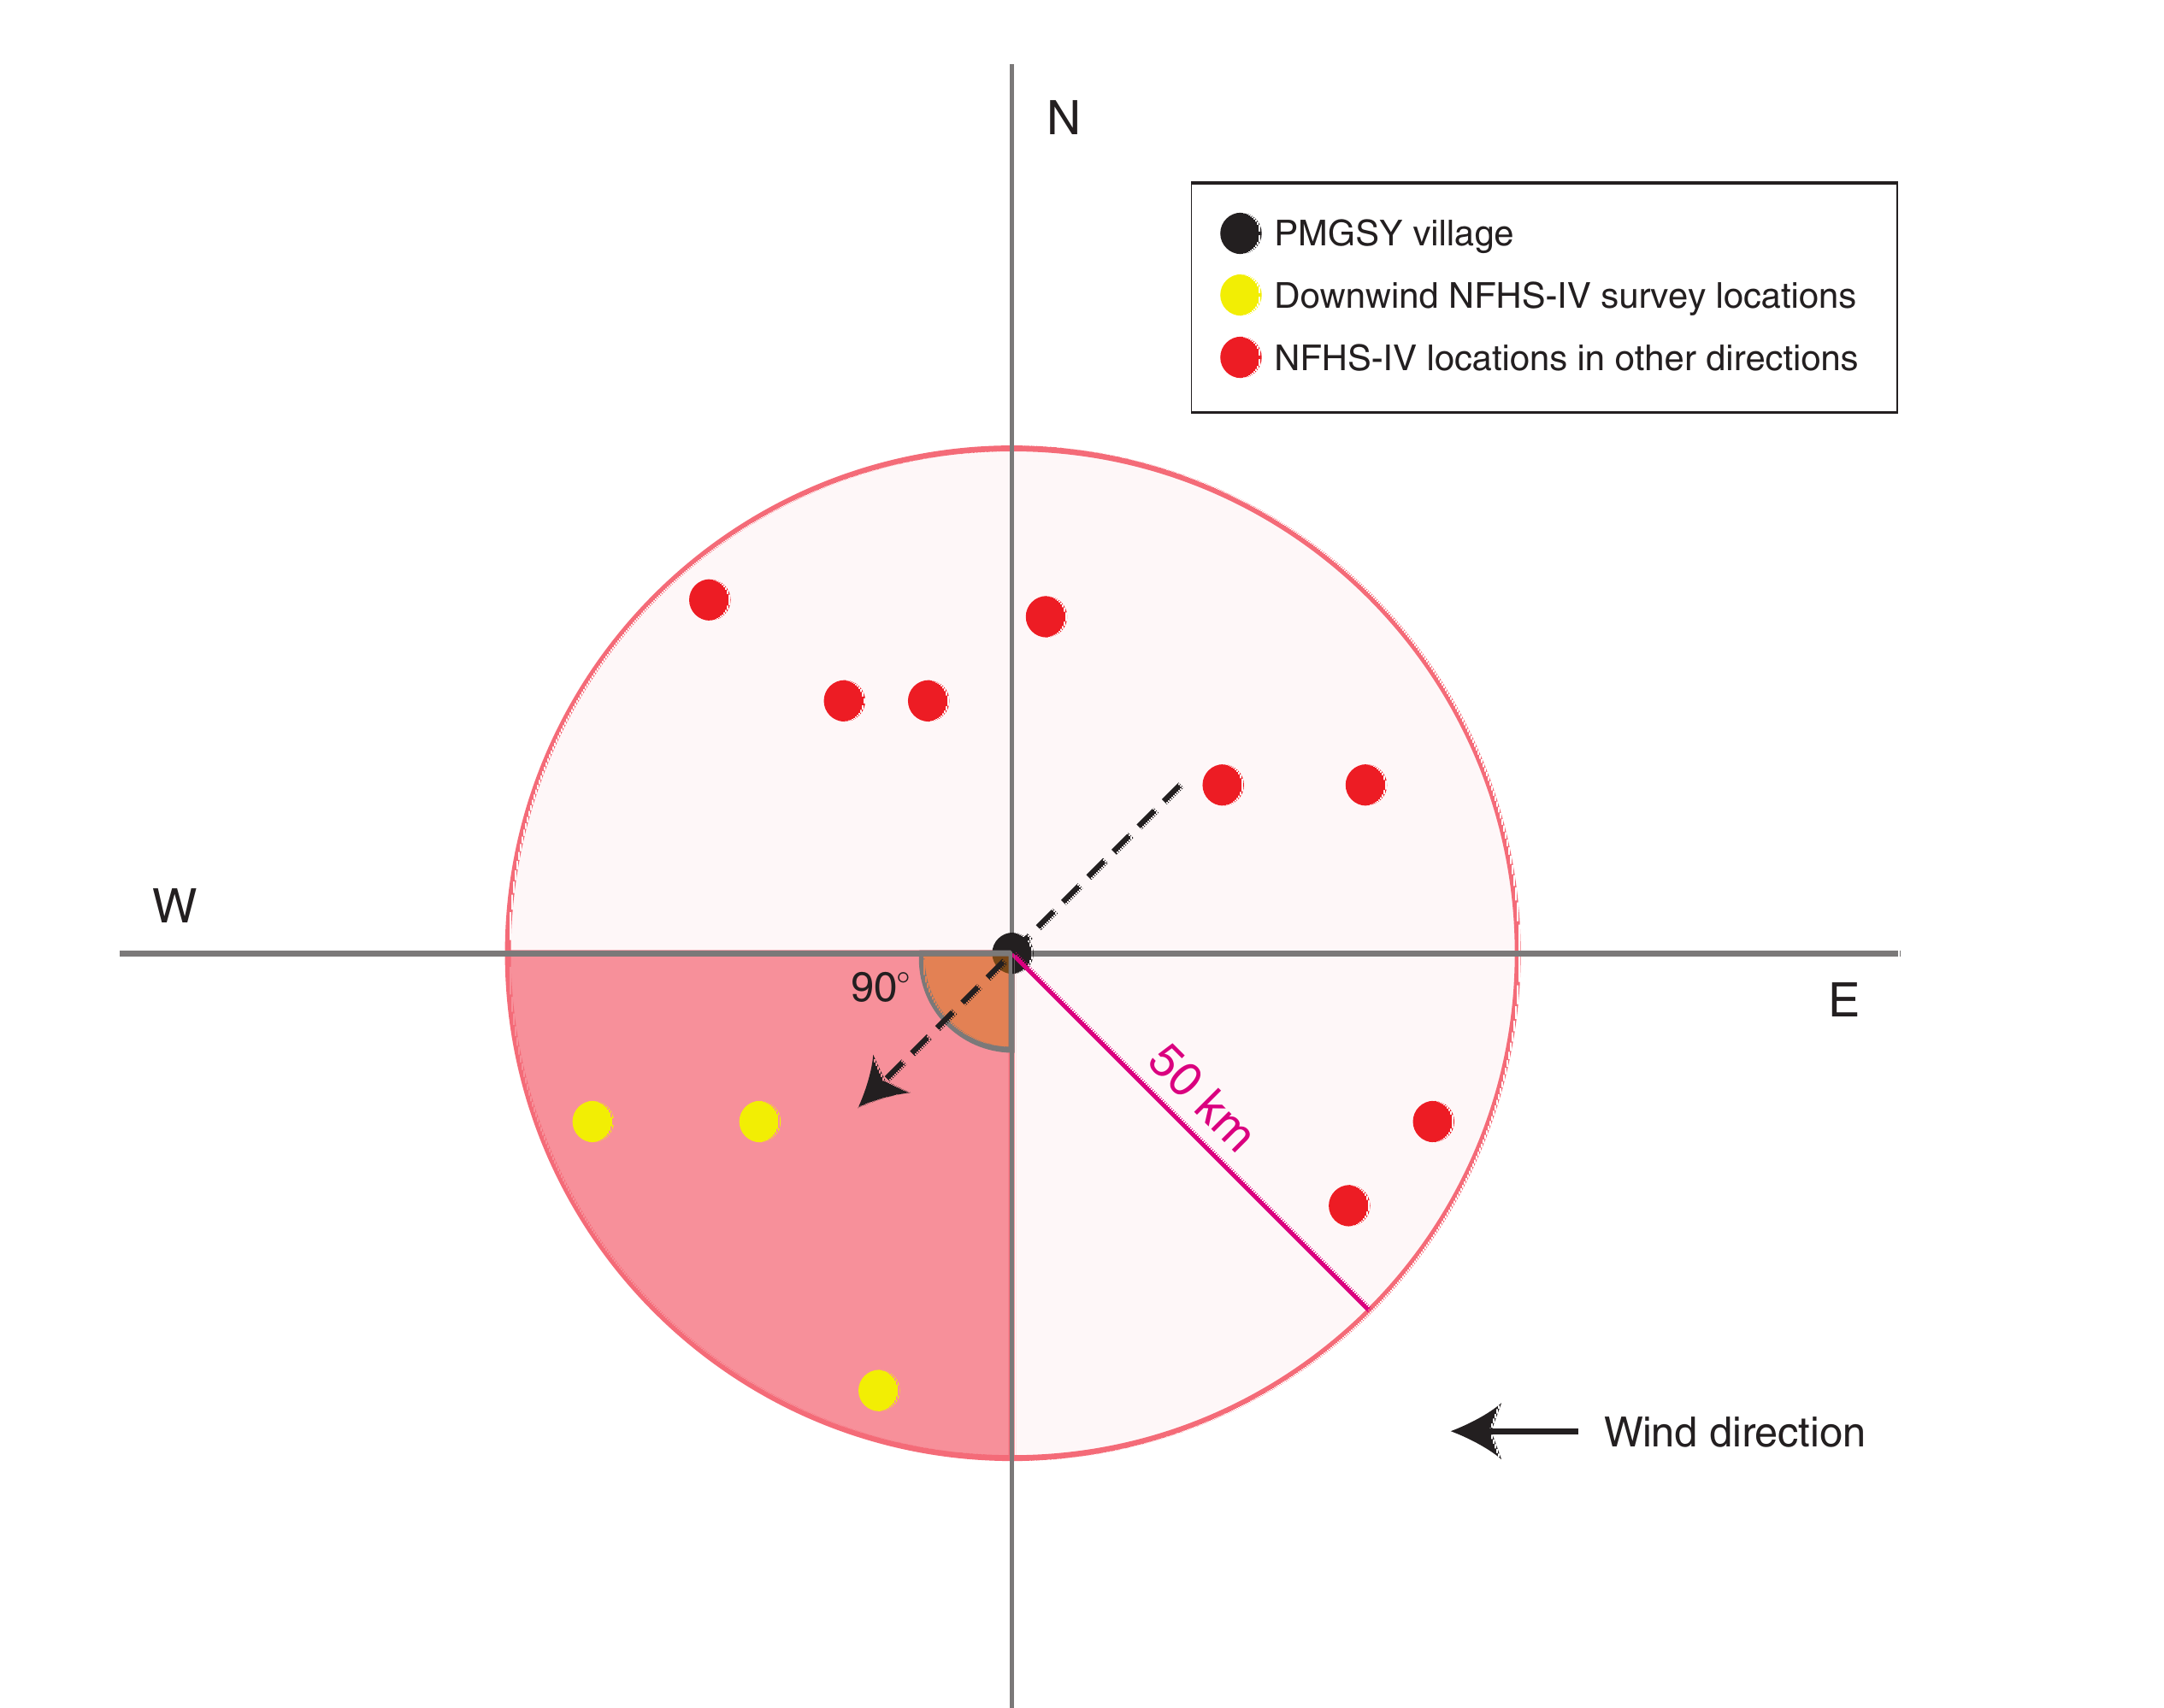 N
PMGSY village
Downwind NFHS-IV survey locations
NFHS-IV locations in other directions
W
90°
E
50 km
Wind direction